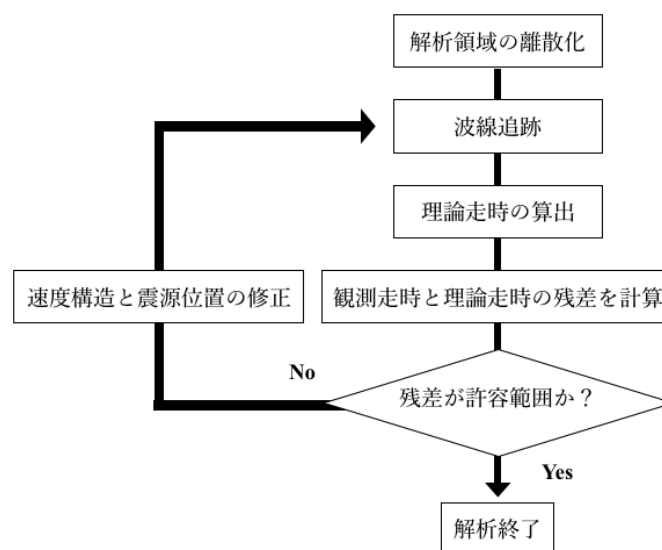 解析領域の離散化
波線追跡
理論走時の算出
速度構造と震源位置の修正
観測走時と理論走時の残差を計算
No
残差が許容範囲か？
Yes
解析終了